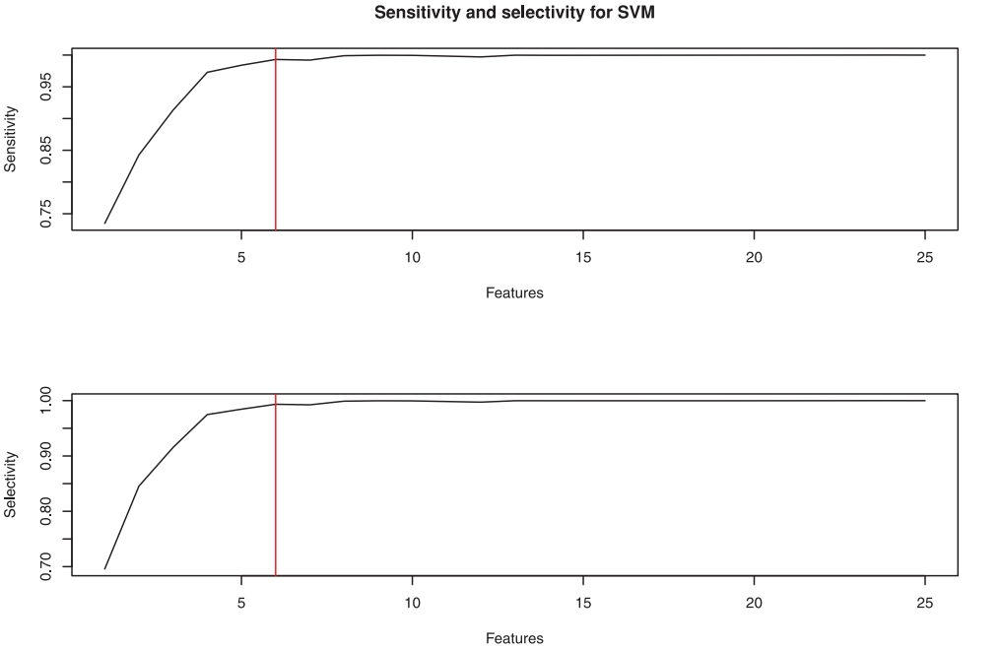 Sensitivity and selectivity for SVM
Sensitivity
0.95
0.85
0.75
5 10 15 20 25
Features
Selectivity
1.00
0.90
0.80
0.70
5 10 15 20 25
Features